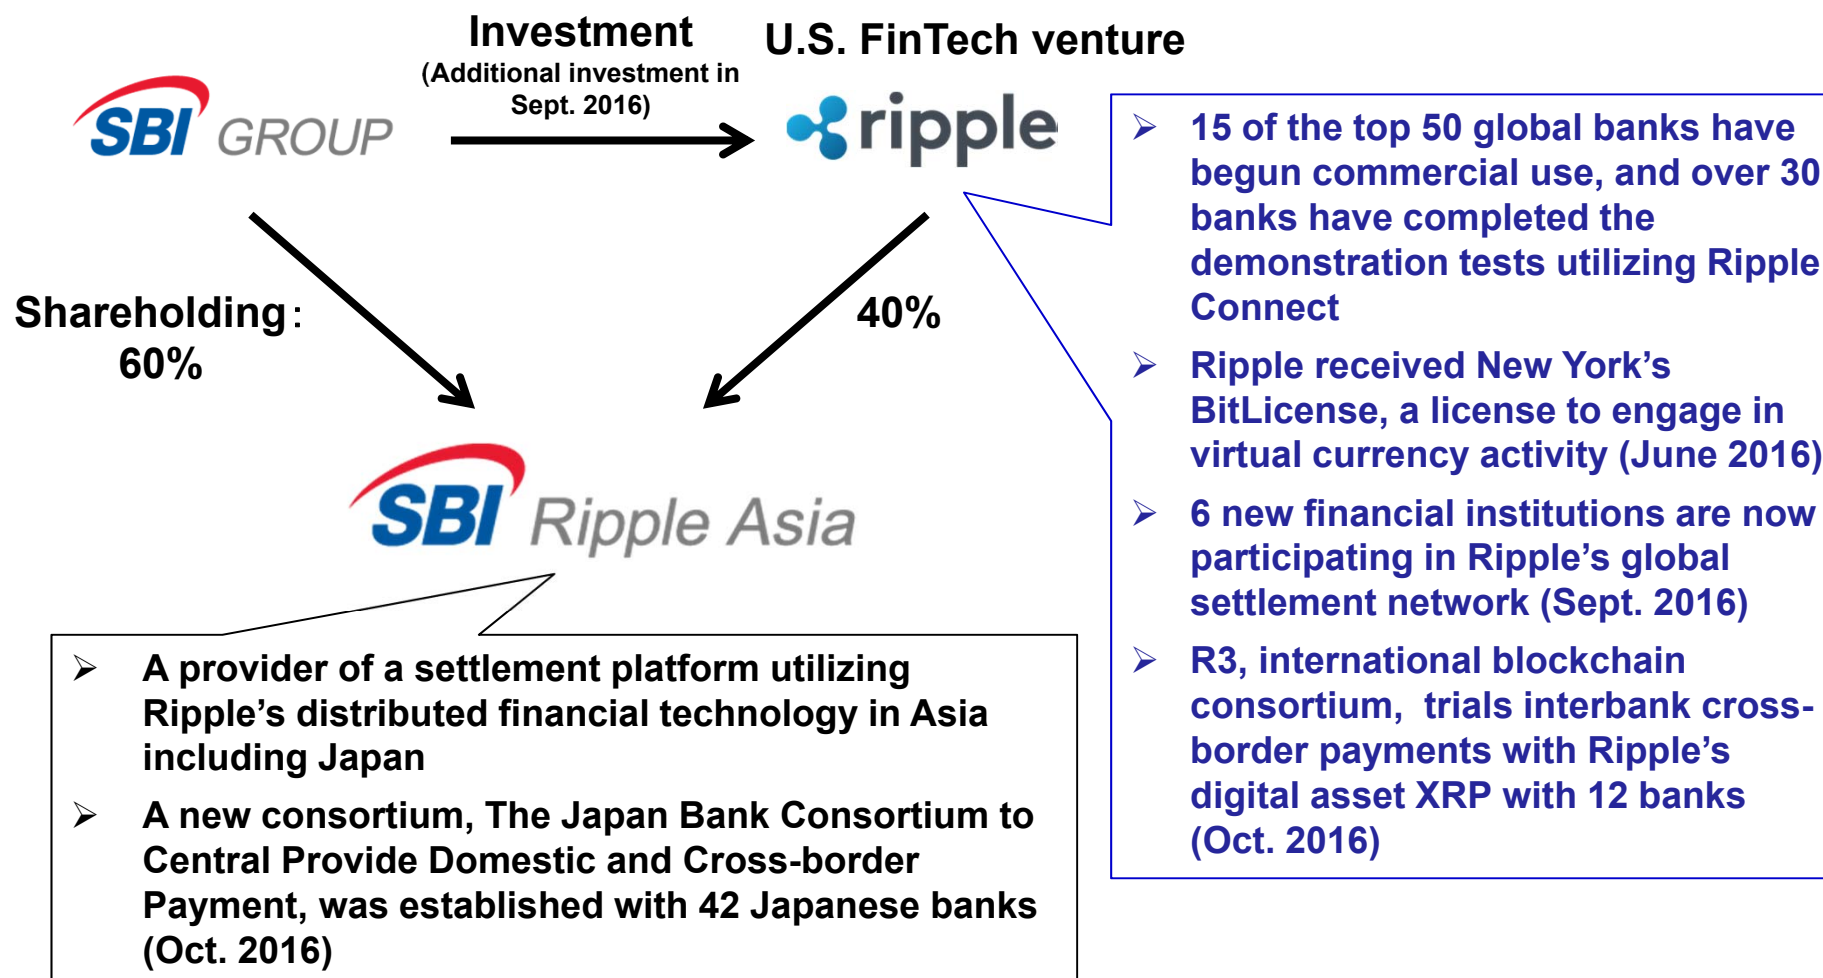 Investment
(Additional investment in
Sept. 2016)
U.S. FinTech venture
SBI GROUP
ripple
Shareholding:
60%
40%
SBI Ripple Asia
➢ 15 of the top 50 global banks have
begun commercial use, and over 30
banks have completed the
demonstration tests utilizing Ripple
Connect
➢ Ripple received New York’s
BitLicense, a license to engage in
virtual currency activity (June 2016)
➢ 6 new financial institutions are now
participating in Ripple’s global
settlement network (Sept. 2016)
➢ R3, international blockchain
consortium, trials interbank cross-
border payments with Ripple’s
digital asset XRP with 12 banks
(Oct. 2016)
➢ A provider of a settlement platform utilizing
Ripple’s distributed financial technology in Asia
including Japan
➢ A new consortium, The Japan Bank Consortium to
Central Provide Domestic and Cross-border
Payment, was established with 42 Japanese banks
(Oct. 2016)